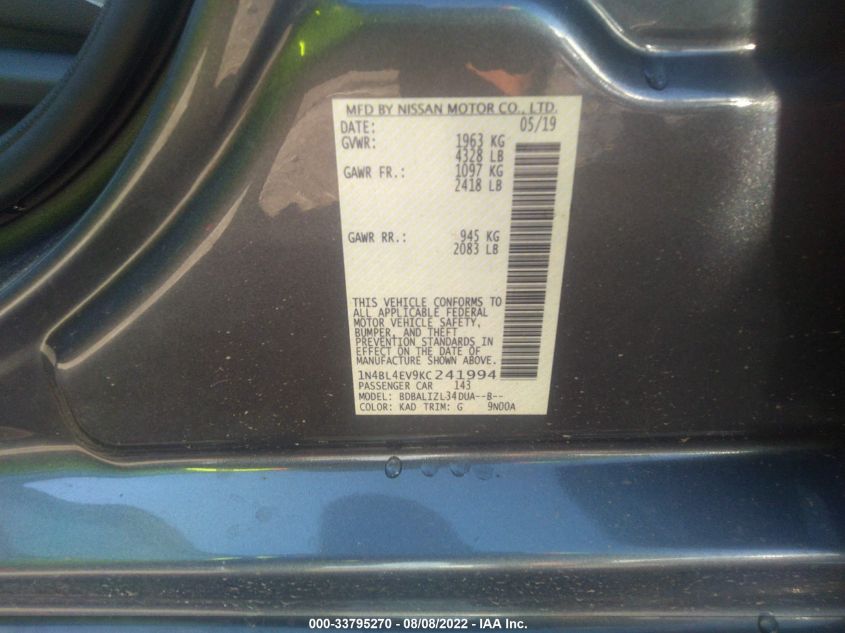 MFD BY NISSAN MOTOR CO., LTD.
DATE: 05/19
GVWR: 1963 KG
4328 LB
GAWR FR.: 1097 KG
2418 LB
GAWR RR.: 945 KG
2083 LB
THIS VEHICLE CONFORMS TO
ALL APPLICABLE FEDERAL
MOTOR VEHICLE SAFETY,
BUMPER, AND THEFT
PREVENTION STANDARDS IN
EFFECT ON THE DATE OF
MANUFACTURE SHOWN ABOVE.
1N4BL4EV9KC241994
PASSENGER CAR 143
MODEL: BDBALIZL34DUA--B--
COLOR: KAD TRIM: G 9N00A
000-33795270 - 08/08/2022 - IAA Inc.